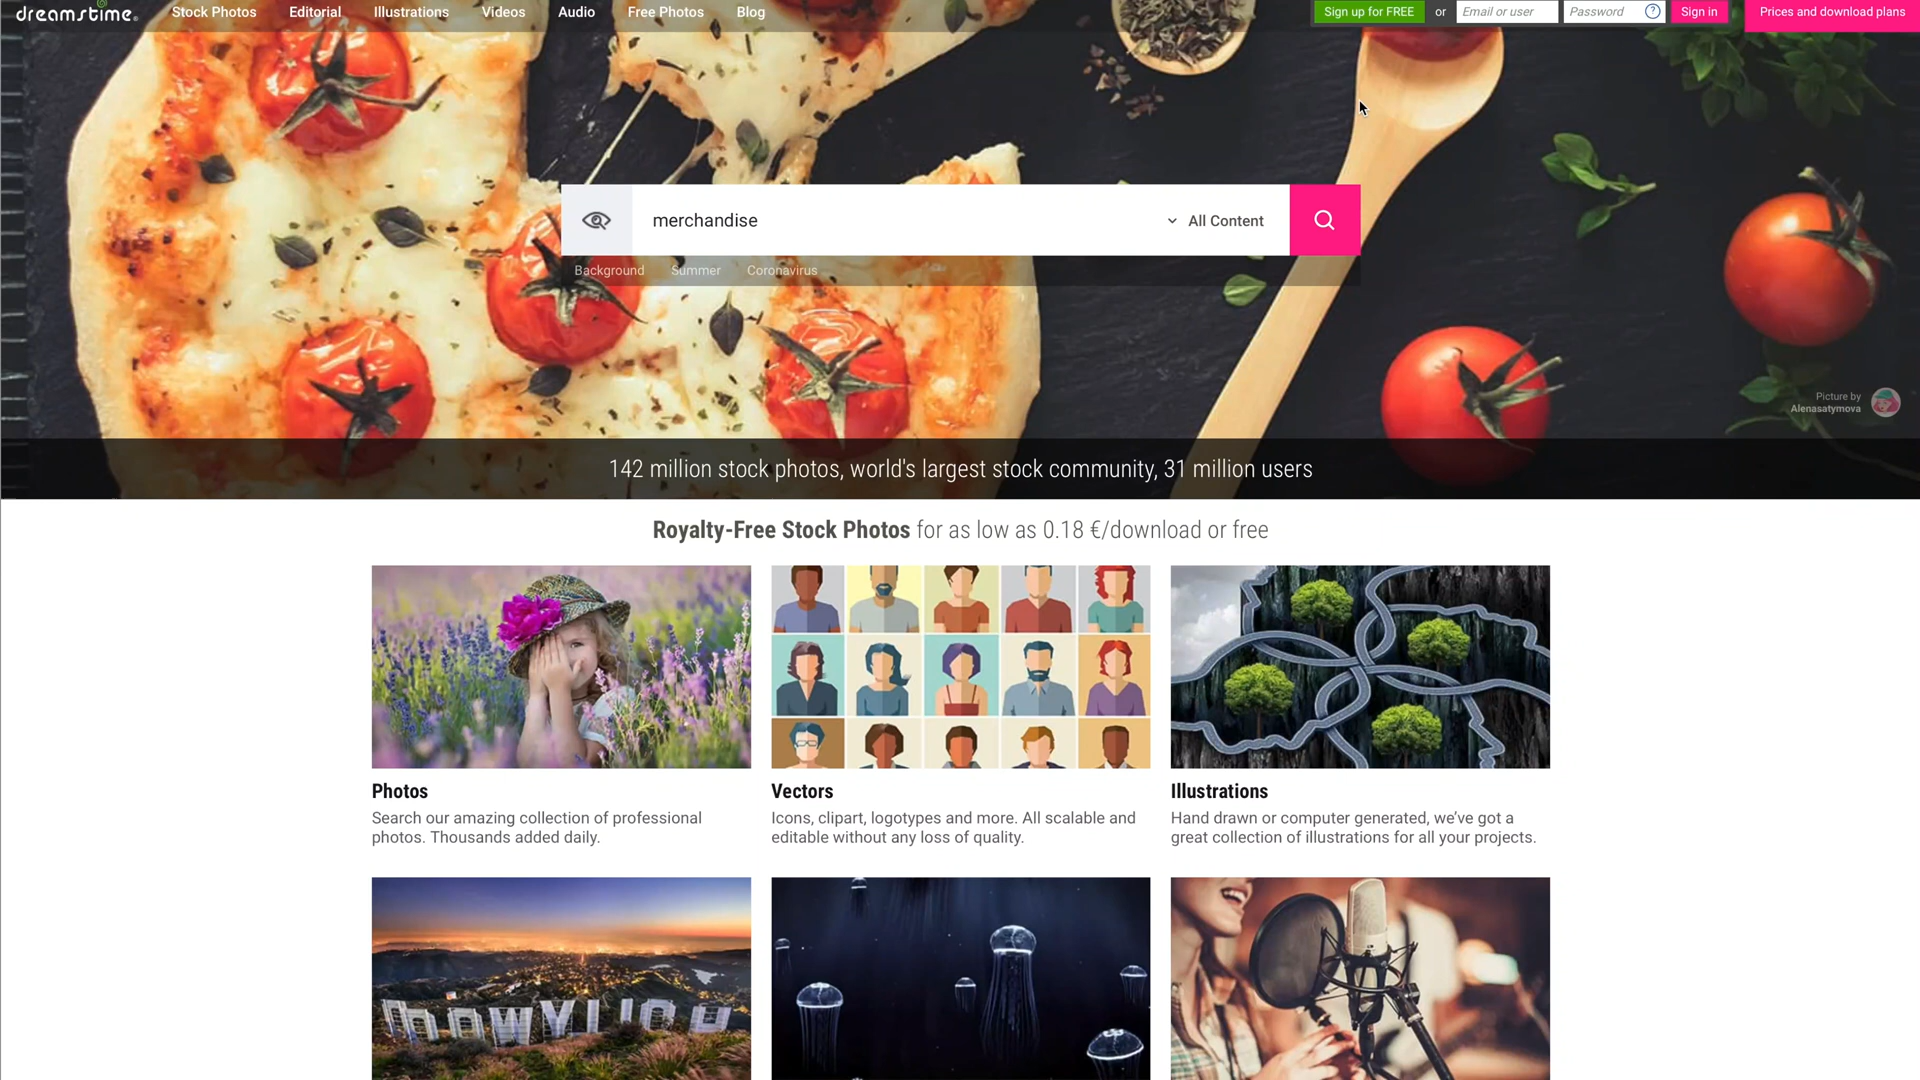 dreamstime.
Stock Photos Editorial Illustrations Videos Audio Free Photos Blog
Sign up for FREE or Email or user Password ? Sign in Prices and download plans
merchandise All Content
Background Summer Coronavirus
Picture by
Alenasatymova
142 million stock photos, world's largest stock community, 31 million users
Royalty-Free Stock Photos for as low as 0.18 €/download or free
Photos
Search our amazing collection of professional
photos. Thousands added daily.
Vectors
Icons, clipart, logotypes and more. All scalable and
editable without any loss of quality.
Illustrations
Hand drawn or computer generated, we've got a
great collection of illustrations for all your projects.